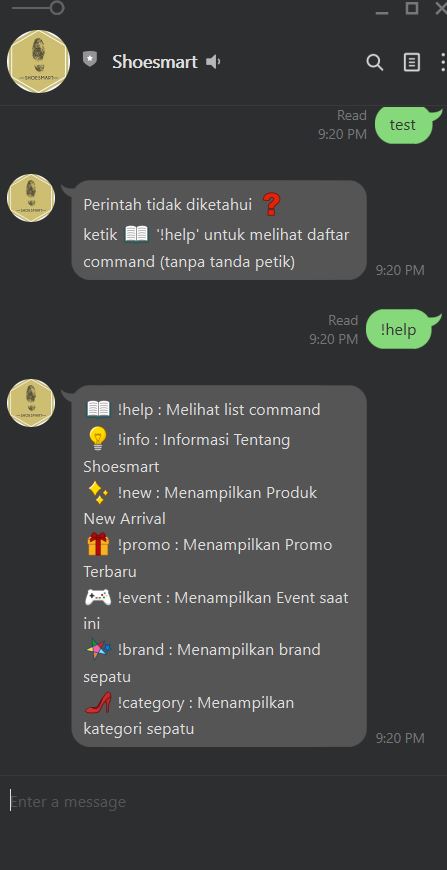 SHOESMART
Shoesmart
Read
9:20 PM
test
Perintah tidak diketahui ❓
ketik 📖 '!help' untuk melihat daftar
command (tanpa tanda petik)
9:20 PM
Read
9:20 PM
!help
SHOESMART
📖 !help : Melihat list command
💡 !info : Informasi Tentang
Shoesmart
✨ !new : Menampilkan Produk
New Arrival
🎁 !promo : Menampilkan Promo
Terbaru
🎮 !event : Menampilkan Event saat
ini
!brand : Menampilkan brand
sepatu
👠 !category : Menampilkan
kategori sepatu
9:20 PM
Enter a message